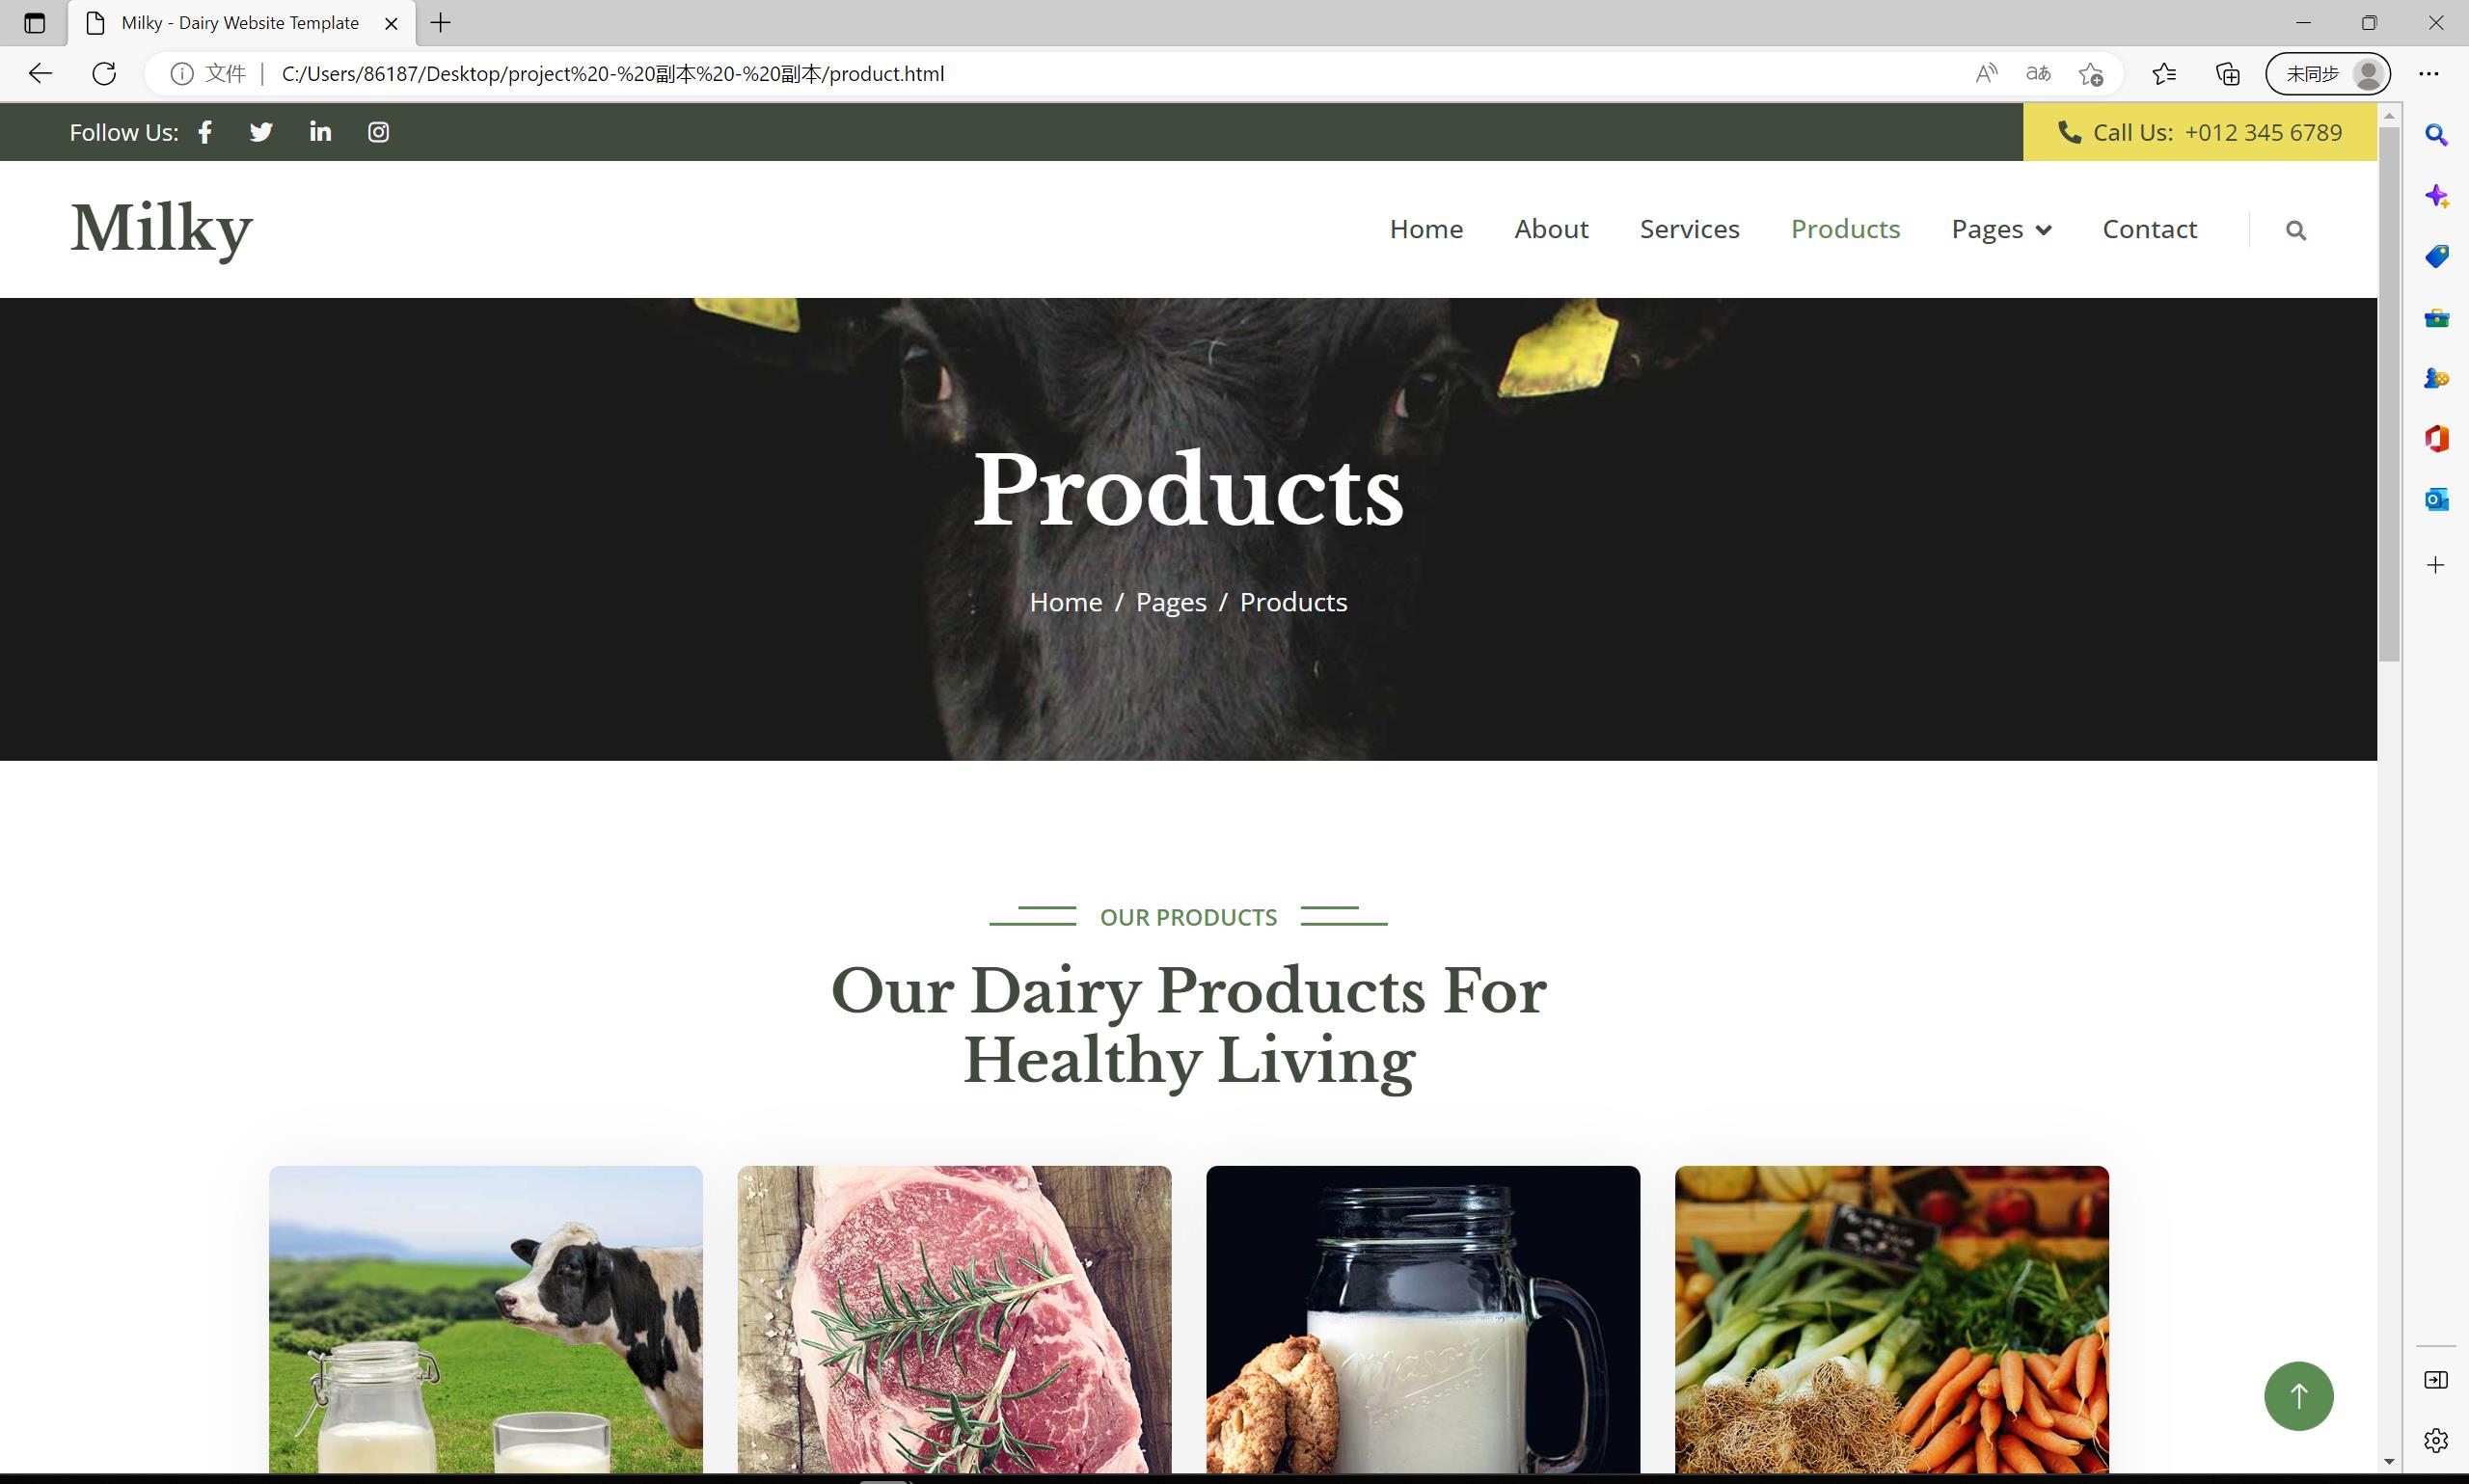 Milky - Dairy Website Template
文件 | C:/Users/86187/Desktop/project%20-%20副本%20-%20副本/product.html
未同步
Follow Us:
Call Us: +012 345 6789
Milky
Home About Services Products Pages Contact
Products
Home / Pages / Products
OUR PRODUCTS
Our Dairy Products For
Healthy Living